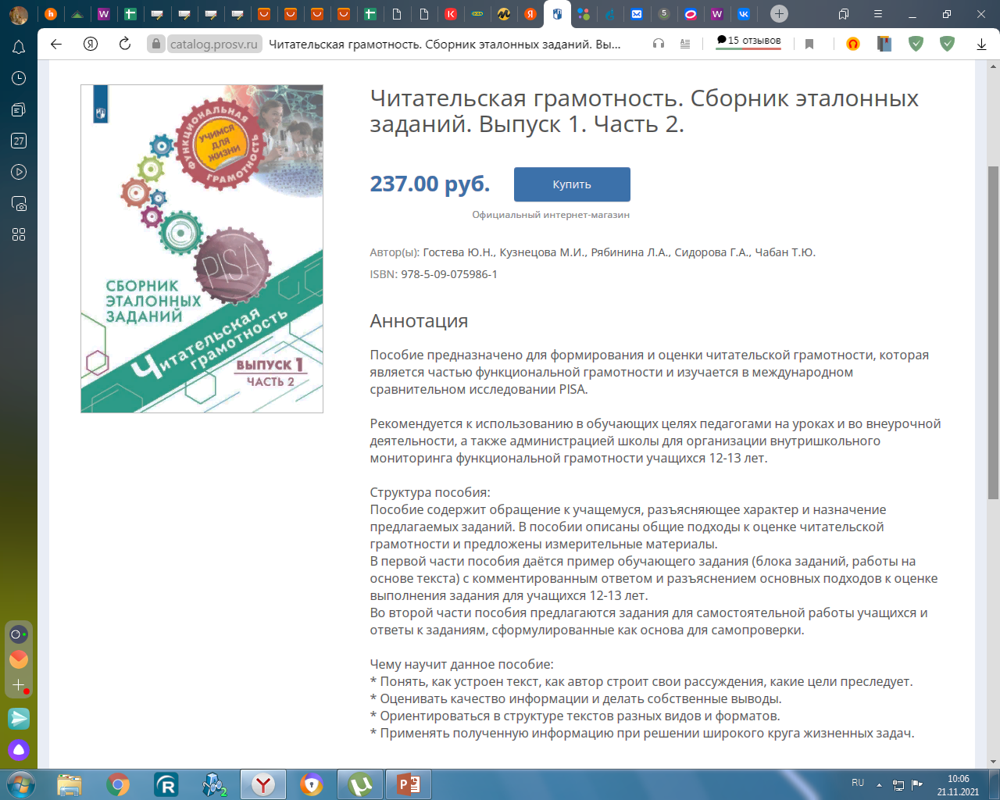 catalog.prosv.ru
Читательская грамотность. Сборник эталонных заданий. Вы...
15 отзывов
5
27
ФУНКЦИОНАЛЬНАЯ
ГРАМОТНОСТЬ
УЧИМСЯ
ДЛЯ
ЖИЗНИ
PISA
СБОРНИК
ЭТАЛОННЫХ
ЗАДАНИЙ
Читательская
грамотность
ВЫПУСК 1
ЧАСТЬ 2
Читательская грамотность. Сборник эталонных
заданий. Выпуск 1. Часть 2.
237.00 руб.
Купить
Официальный интернет-магазин
Автор(ы): Гостева Ю.Н., Кузнецова М.И., Рябинина Л.А., Сидорова Г.А., Чабан Т.Ю.
ISBN: 978-5-09-075986-1
Аннотация
Пособие предназначено для формирования и оценки читательской грамотности, которая
является частью функциональной грамотности и изучается в международном
сравнительном исследовании PISA.
Рекомендуется к использованию в обучающих целях педагогами на уроках и во внеурочной
деятельности, а также администрацией школы для организации внутришкольного
мониторинга функциональной грамотности учащихся 12-13 лет.
Структура пособия:
Пособие содержит обращение к учащемуся, разъясняющее характер и назначение
предлагаемых заданий. В пособии описаны общие подходы к оценке читательской
грамотности и предложены измерительные материалы.
В первой части пособия даётся пример обучающего задания (блока заданий, работы на
основе текста) с комментированным ответом и разъяснением основных подходов к оценке
выполнения задания для учащихся 12-13 лет.
Во второй части пособия предлагаются задания для самостоятельной работы учащихся и
ответы к заданиям, сформулированные как основа для самопроверки.
Чему научит данное пособие:
* Понять, как устроен текст, как автор строит свои рассуждения, какие цели преследует.
* Оценивать качество информации и делать собственные выводы.
* Ориентироваться в структуре текстов разных видов и форматов.
* Применять полученную информацию при решении широкого круга жизненных задач.
RU
10:06
21.11.2021